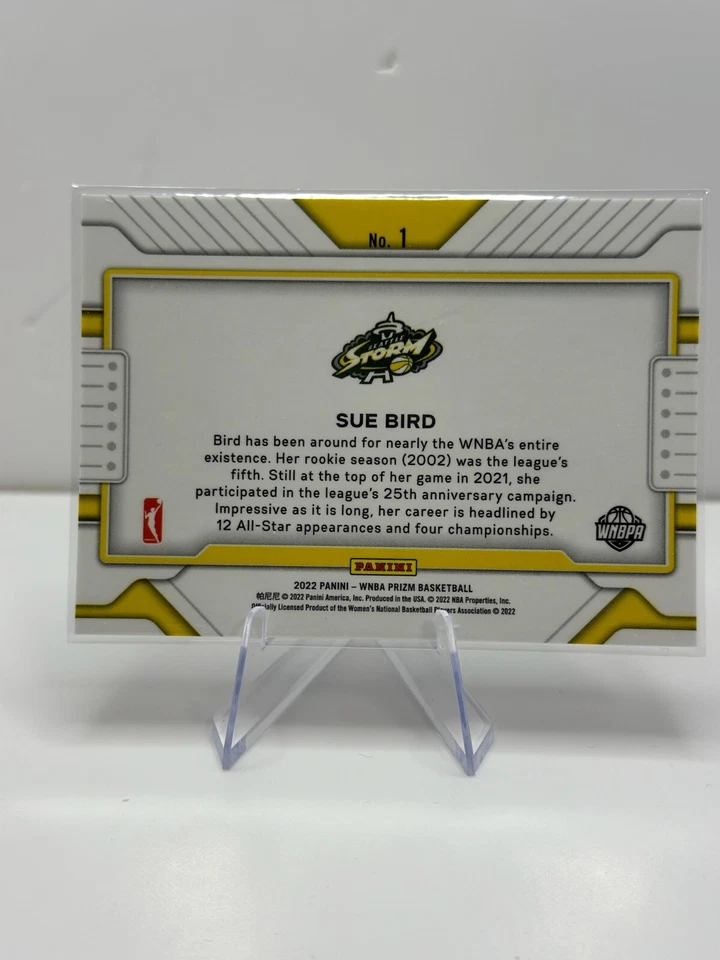 No. 1
SEATTLE
STORM
SUE BIRD
Bird has been around for nearly the WNBA's entire
existence. Her rookie season (2002) was the league's
fifth. Still at the top of her game in 2021, she
participated in the league's 25th anniversary campaign.
Impressive as it is long, her career is headlined by
12 All-Star appearances and four championships.
WNBPA
PANINI
2022 PANINI – WNBA PRIZM BASKETBALL
帕尼尼 © 2022 Panini America, Inc. Produced in the USA. © 2022 NBA Properties, Inc.
Officially Licensed Product of the Women's National Basketball Players Association © 2022